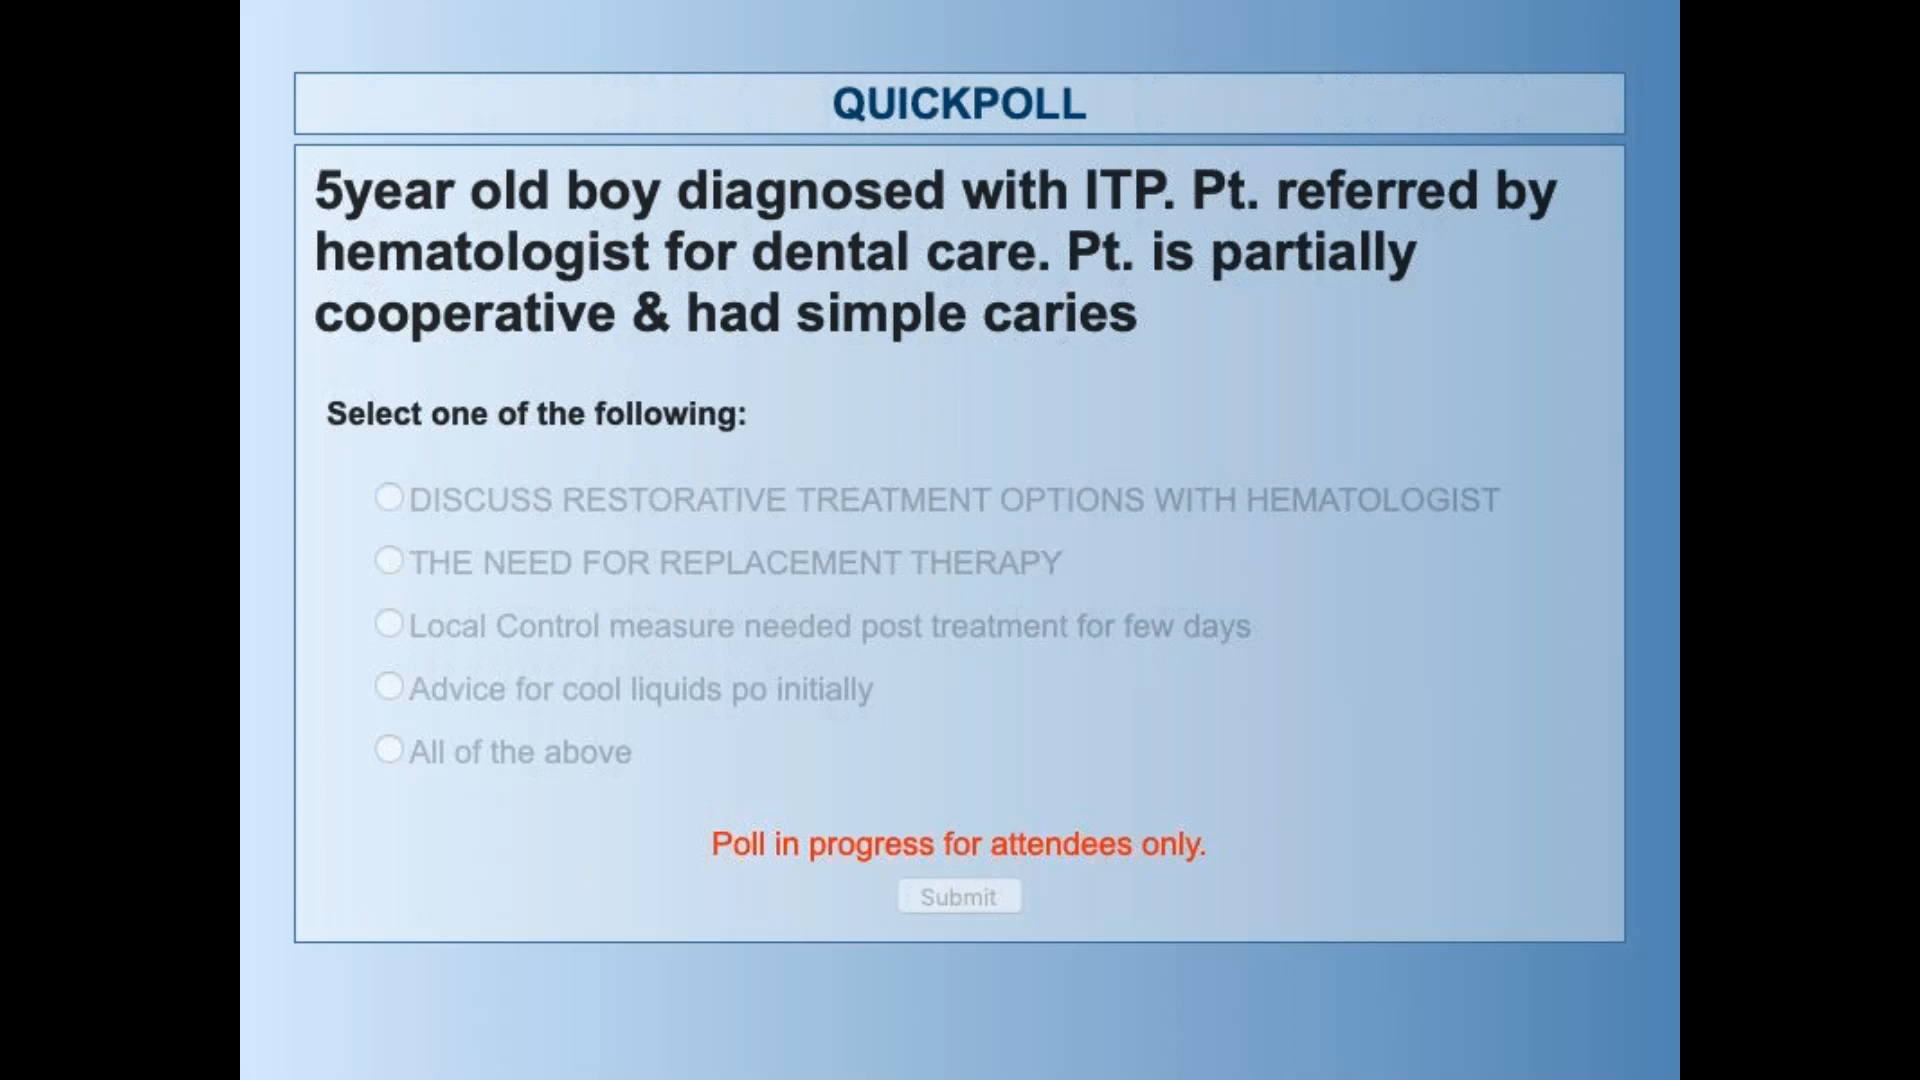 QUICKPOLL
5year old boy diagnosed with ITP. Pt. referred by
hematologist for dental care. Pt. is partially
cooperative & had simple caries
Select one of the following:
DISCUSS RESTORATIVE TREATMENT OPTIONS WITH HEMATOLOGIST
THE NEED FOR REPLACEMENT THERAPY
Local Control measure needed post treatment for few days
Advice for cool liquids po initially
All of the above
Poll in progress for attendees only.
Submit